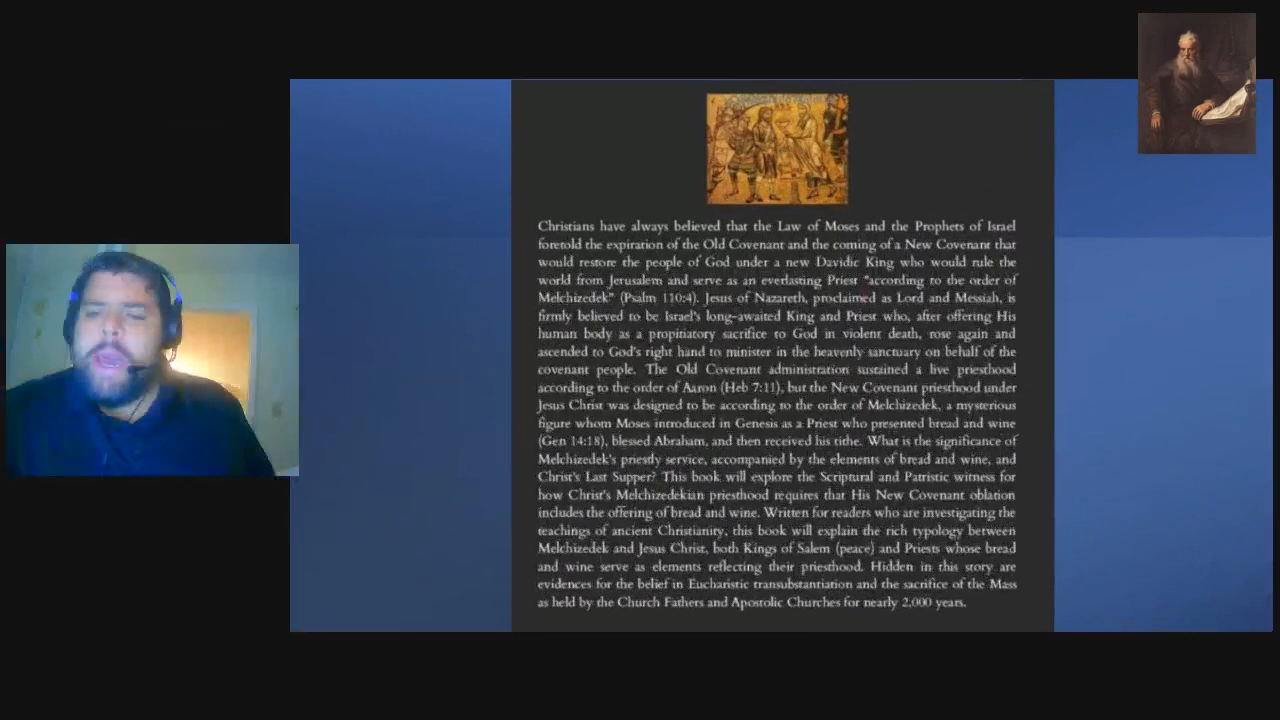 Christians have always believed that the Law of Moses and the Prophets of Israel
foretold the expiration of the Old Covenant and the coming of a New Covenant that
would restore the people of God under a new Davidic King who would rule the
world from Jerusalem and serve as an everlasting Priest "according to the order of
Melchizedek" (Psalm 110:4). Jesus of Nazareth, proclaimed as Lord and Messiah, is
firmly believed to be Israel's long-awaited King and Priest who, after offering His
human body as a propitiatory sacrifice to God in violent death, rose again and
ascended to God's right hand to minister in the heavenly sanctuary on behalf of the
covenant people. The Old Covenant administration sustained a live priesthood
according to the order of Aaron (Heb 7:11), but the New Covenant priesthood under
Jesus Christ was designed to be according to the order of Melchizedek, a mysterious
figure whom Moses introduced in Genesis as a Priest who presented bread and wine
(Gen 14:18), blessed Abraham, and then received his tithe. What is the significance of
Melchizedek's priestly service, accompanied by the elements of bread and wine, and
Christ's Last Supper? This book will explore the Scriptural and Patristic witness for
how Christ's Melchizedekian priesthood requires that His New Covenant oblation
includes the offering of bread and wine. Written for readers who are investigating the
teachings of ancient Christianity, this book will explain the rich typology between
Melchizedek and Jesus Christ, both Kings of Salem (peace) and Priests whose bread
and wine serve as elements reflecting their priesthood. Hidden in this story are
evidences for the belief in Eucharistic transubstantiation and the sacrifice of the Mass
as held by the Church Fathers and Apostolic Churches for nearly 2,000 years.